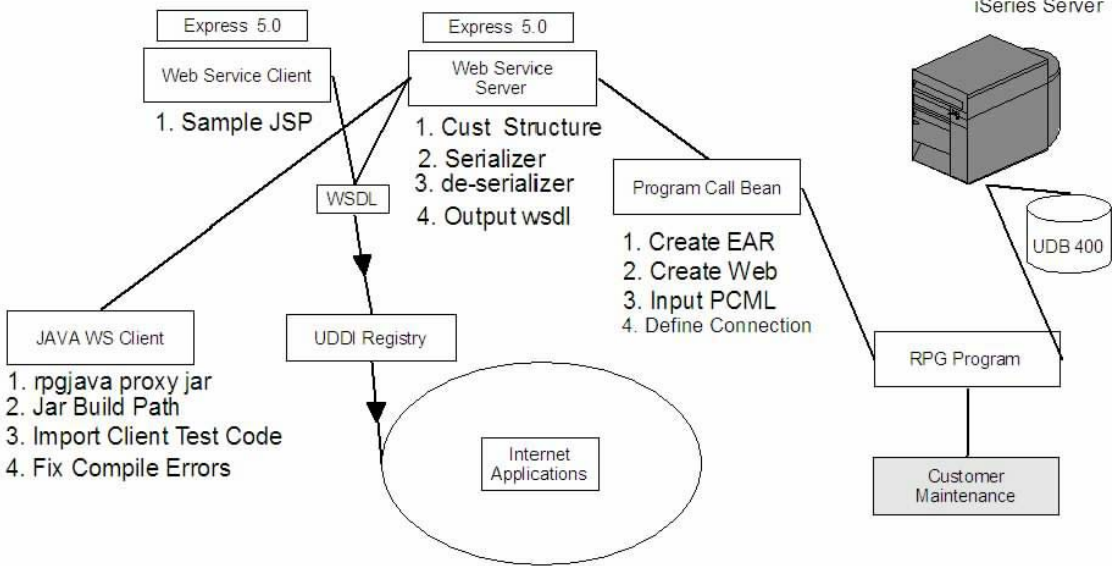 iSeries Server
Express 5.0
Express 5.0
Web Service Client
Web Service
Server
1. Sample JSP
1. Cust Structure
2. Serializer
3. de-serializer
4. Output wsdl
WSDL
Program Call Bean
1. Create EAR
2. Create Web
3. Input PCML
4. Define Connection
UDB 400
JAVA WS Client
1. rpgjava proxy jar
2. Jar Build Path
3. Import Client Test Code
4. Fix Compile Errors
UDDI Registry
RPG Program
Internet
Applications
Customer
Maintenance